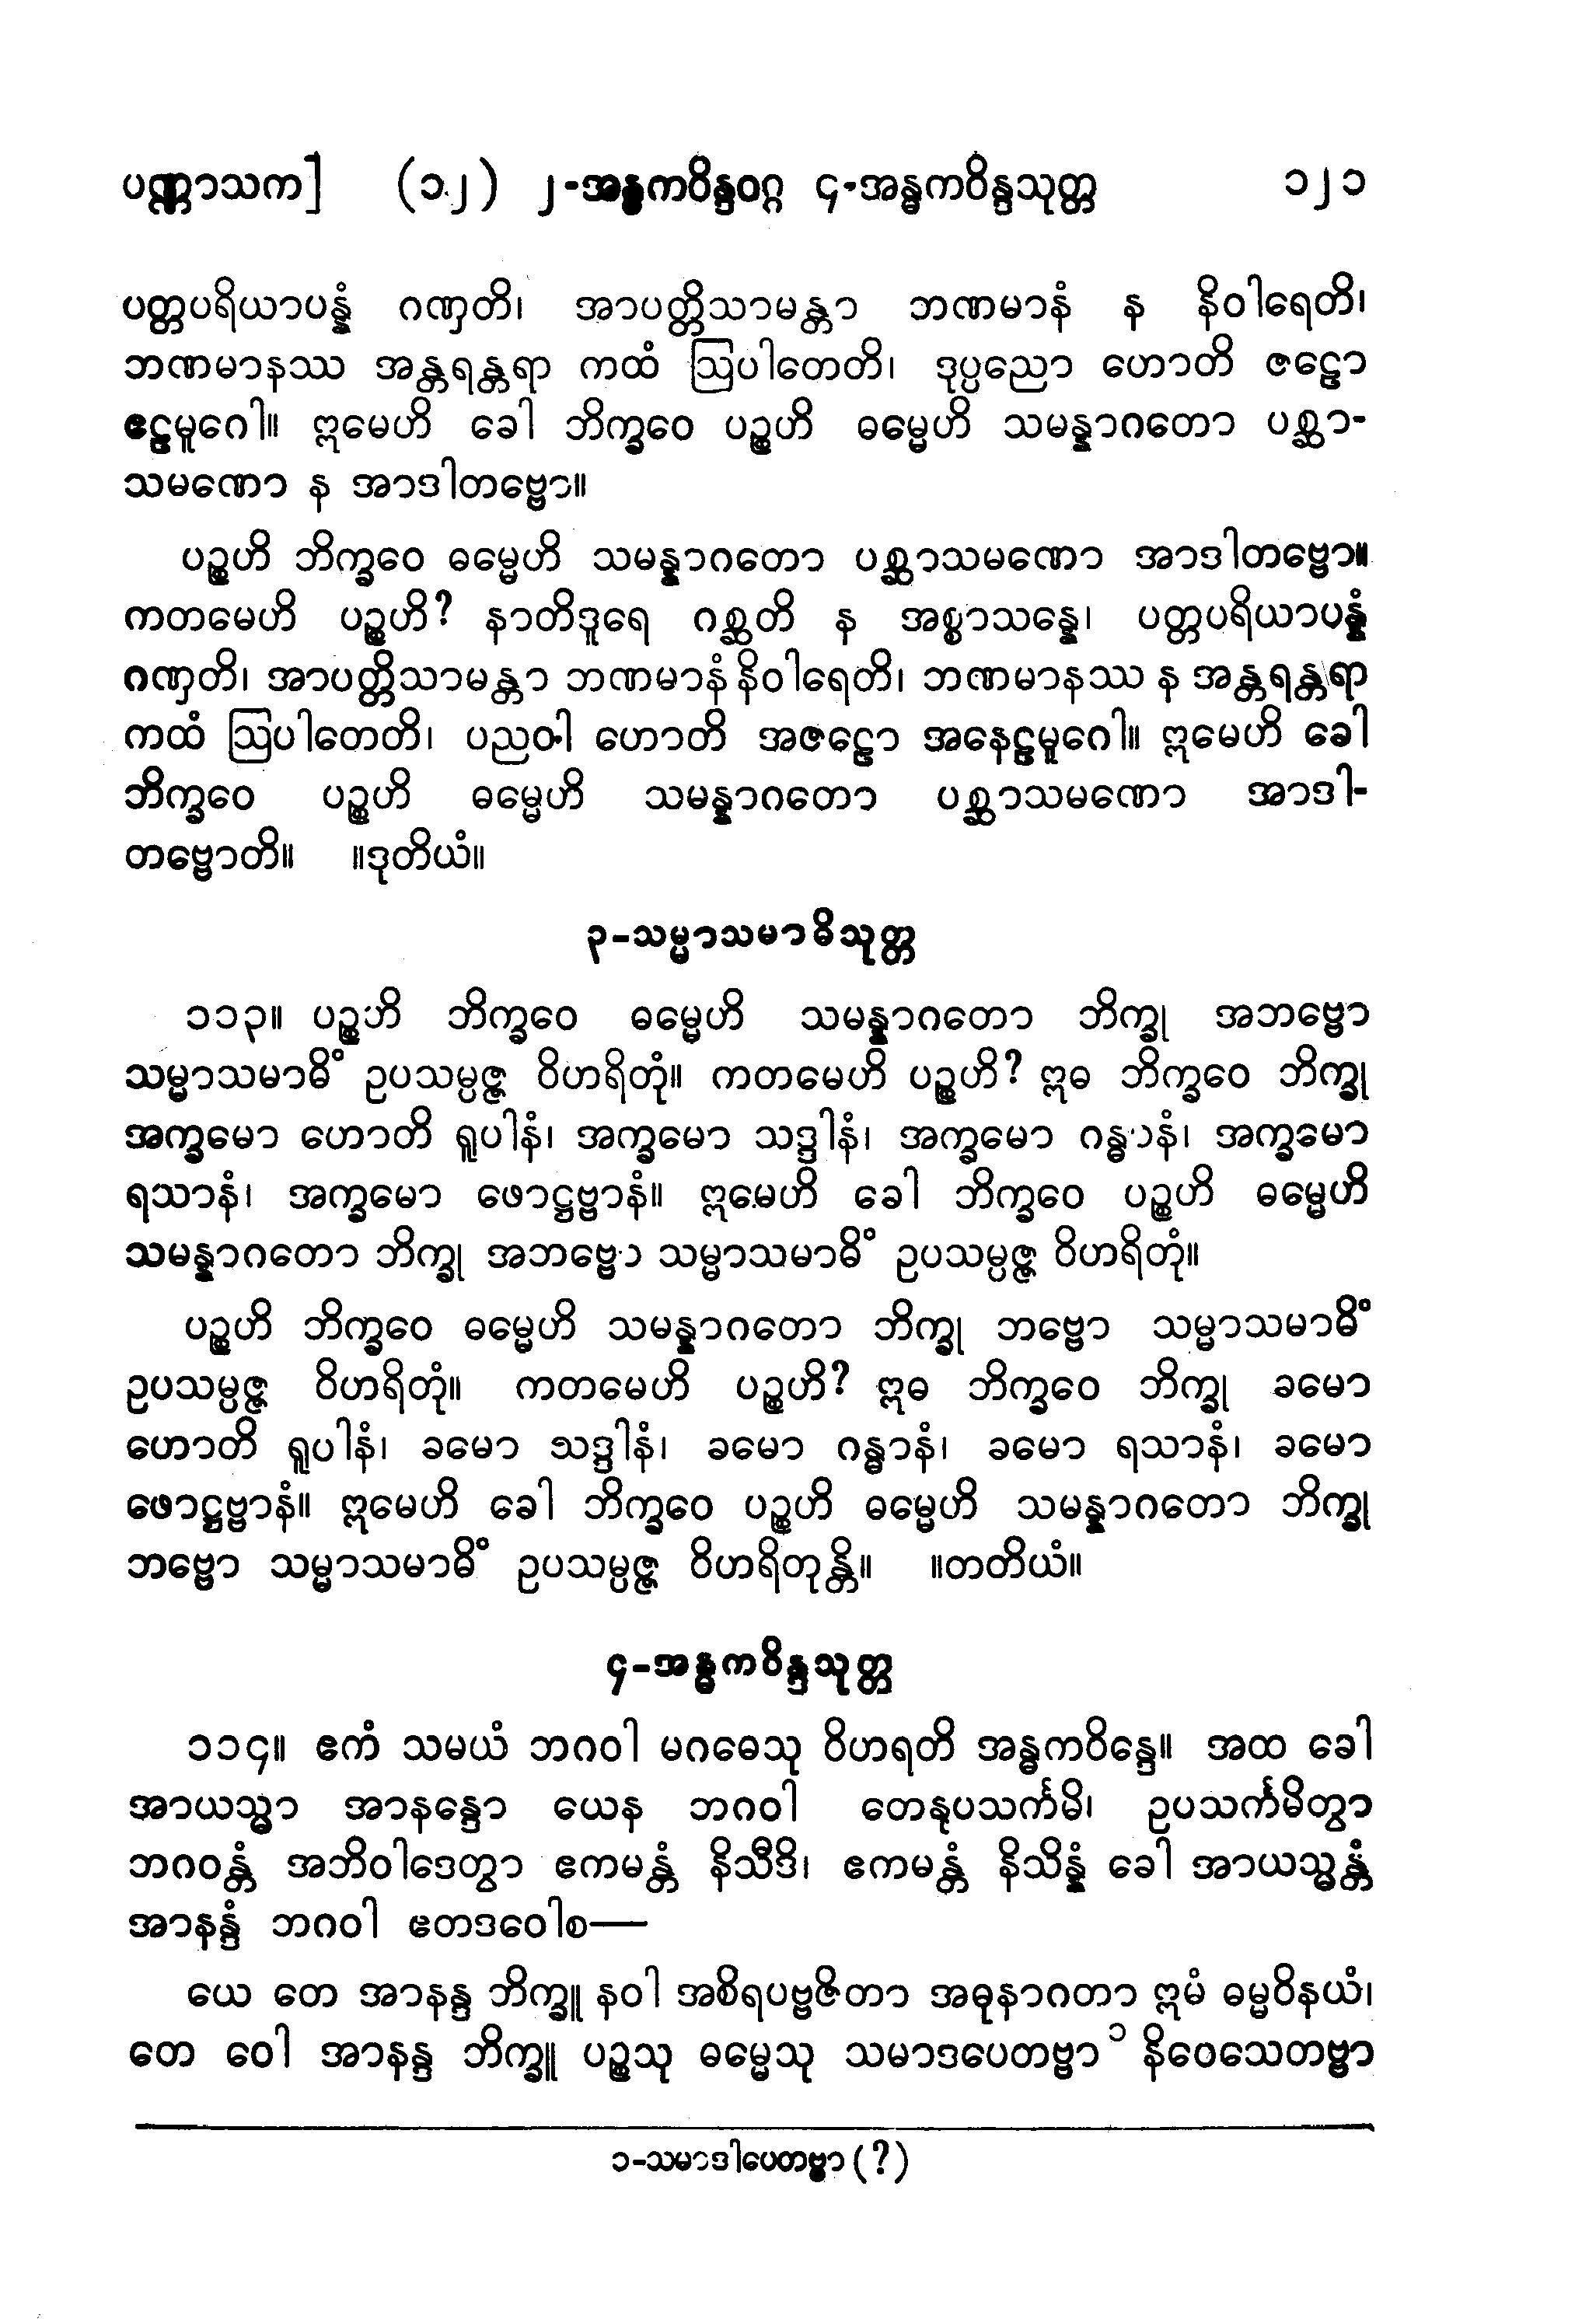 ပဏ္ဏာသက] (၁၂) ၂-အန္ဓကဝိန္ဒဝဂ္ဂ ၄-အန္ဓကဝိန္ဒသုတ္တ ၁၂၁
ပတ္တပရိယာပန္နံ ဂဏှတိ၊ အာပတ္တိသာမန္တာ ဘဏမာနံ န နိဝါရေတိ၊
ဘဏမာနဿ အန္တရန္တရာ ကထံ ဩပါတေတိ၊ ဒုပ္ပညော ဟောတိ ဇဠော
ဧဠမူဂေါ။ ဣမေဟိ ခေါ ဘိက္ခဝေ ပဉ္စဟိ ဓမ္မေဟိ သမန္နာဂတော ပစ္ဆာ-
သမဏော န အာဒါတဗ္ဗော။
ပဉ္စဟိ ဘိက္ခဝေ ဓမ္မေဟိ သမန္နာဂတော ပစ္ဆာသမဏော အာဒါတဗ္ဗော။
ကတမေဟိ ပဉ္စဟိ? နာတိဒူရေ ဂစ္ဆတိ န အစ္စာသန္နေ၊ ပတ္တပရိယာပန္နံ
ဂဏှတိ၊ အာပတ္တိသာမန္တာ ဘဏမာနံ နိဝါရေတိ၊ ဘဏမာနဿ န အန္တရန္တရာ
ကထံ ဩပါတေတိ၊ ပညဝါ ဟောတိ အဇဠော အနေဠမူဂေါ။ ဣမေဟိ ခေါ
ဘိက္ခဝေ ပဉ္စဟိ ဓမ္မေဟိ သမန္နာဂတော ပစ္ဆာသမဏော အာဒါ-
တဗ္ဗောတိ။ ။ဒုတိယံ။
၃-သမ္မာသမာဓိသုတ္တ
၁၁၃။ ပဉ္စဟိ ဘိက္ခဝေ ဓမ္မေဟိ သမန္နာဂတော ဘိက္ခု အဘဗ္ဗော
သမ္မာသမာဓိံ ဥပသမ္ပဇ္ဇ ဝိဟရိတုံ။ ကတမေဟိ ပဉ္စဟိ? ဣဓ ဘိက္ခဝေ ဘိက္ခု
အက္ခမော ဟောတိ ရူပါနံ၊ အက္ခမော သဒ္ဒါနံ၊ အက္ခမော ဂန္ဓာနံ၊ အက္ခမော
ရသာနံ၊ အက္ခမော ဖောဋ္ဌဗ္ဗာနံ။ ဣမေဟိ ခေါ ဘိက္ခဝေ ပဉ္စဟိ ဓမ္မေဟိ
သမန္နာဂတော ဘိက္ခု အဘဗ္ဗော သမ္မာသမာဓိံ ဥပသမ္ပဇ္ဇ ဝိဟရိတုံ။
ပဉ္စဟိ ဘိက္ခဝေ ဓမ္မေဟိ သမန္နာဂတော ဘိက္ခု ဘဗ္ဗော သမ္မာသမာဓိံ
ဥပသမ္ပဇ္ဇ ဝိဟရိတုံ။ ကတမေဟိ ပဉ္စဟိ? ဣဓ ဘိက္ခဝေ ဘိက္ခု ခမော
ဟောတိ ရူပါနံ၊ ခမော သဒ္ဒါနံ၊ ခမော ဂန္ဓာနံ၊ ခမော ရသာနံ၊ ခမော
ဖောဋ္ဌဗ္ဗာနံ။ ဣမေဟိ ခေါ ဘိက္ခဝေ ပဉ္စဟိ ဓမ္မေဟိ သမန္နာဂတော ဘိက္ခု
ဘဗ္ဗော သမ္မာသမာဓိံ ဥပသမ္ပဇ္ဇ ဝိဟရိတုန္တိ။ ။တတိယံ။
၄-အန္ဓကဝိန္ဒသုတ္တ
၁၁၄။ ဧကံ သမယံ ဘဂဝါ မဂဓေသု ဝိဟရတိ အန္ဓကဝိန္ဒေ။ အထ ခေါ
အာယသ္မာ အာနန္ဒော ယေန ဘဂဝါ တေနုပသင်္ကမိ၊ ဥပသင်္ကမိတွာ
ဘဂဝန္တံ အဘိဝါဒေတွာ ဧကမန္တံ နိသီဒိ၊ ဧကမန္တံ နိသိန္နံ ခေါ အာယသ္မန္တံ
အာနန္ဒံ ဘဂဝါ ဧတဒဝေါစ—
ယေ တေ အာနန္ဒ ဘိက္ခူ နဝါ အစိရပဗ္ဗဇိတာ အဓုနာဂတာ ဣမံ ဓမ္မဝိနယံ၊
တေ ဝေါ အာနန္ဒ ဘိက္ခူ ပဉ္စသု ဓမ္မေသု သမာဒပေတဗ္ဗာ ၁ နိဝေသေတဗ္ဗာ
၁-သမာဒါပေတဗ္ဗာ (?)